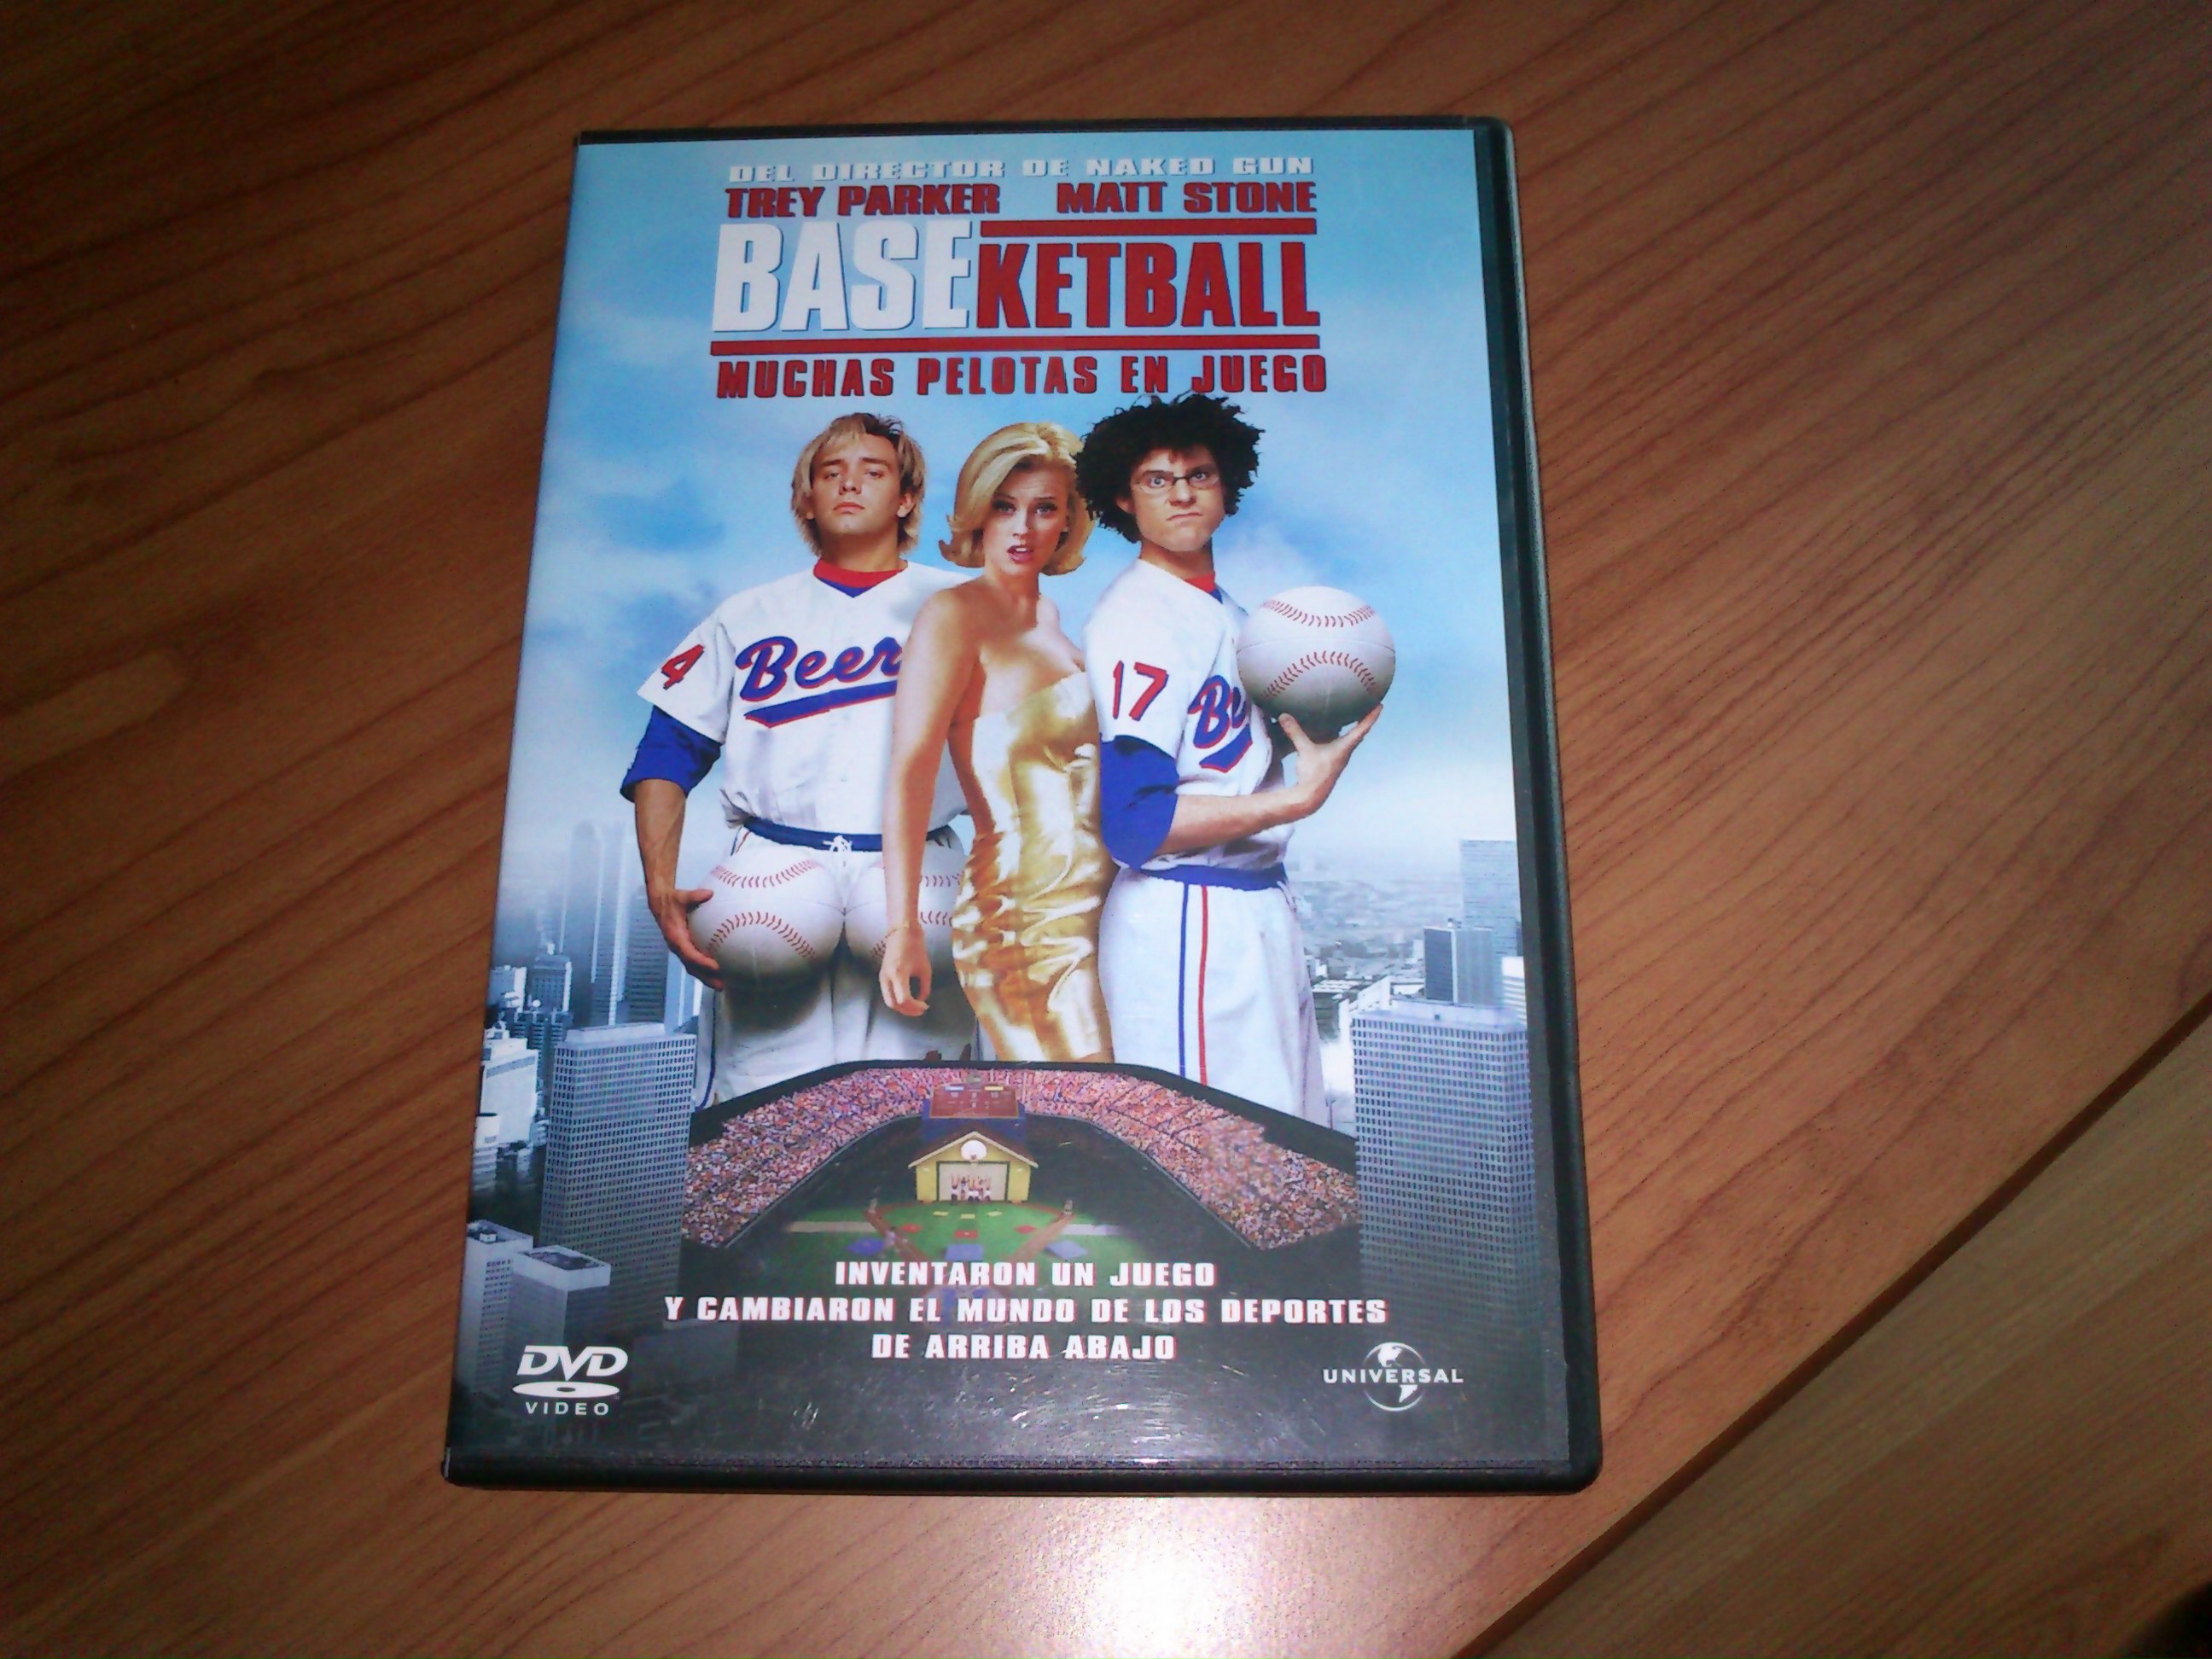 DEL DIRECTOR DE NAKED GUN
TREY PARKER MATT STONE
BASEKETBALL
MUCHAS PELOTAS EN JUEGO
4
Beer
17
Be
INVENTARON UN JUEGO
Y CAMBIARON EL MUNDO DE LOS DEPORTES
DE ARRIBA ABAJO
DVD
VIDEO
UNIVERSAL